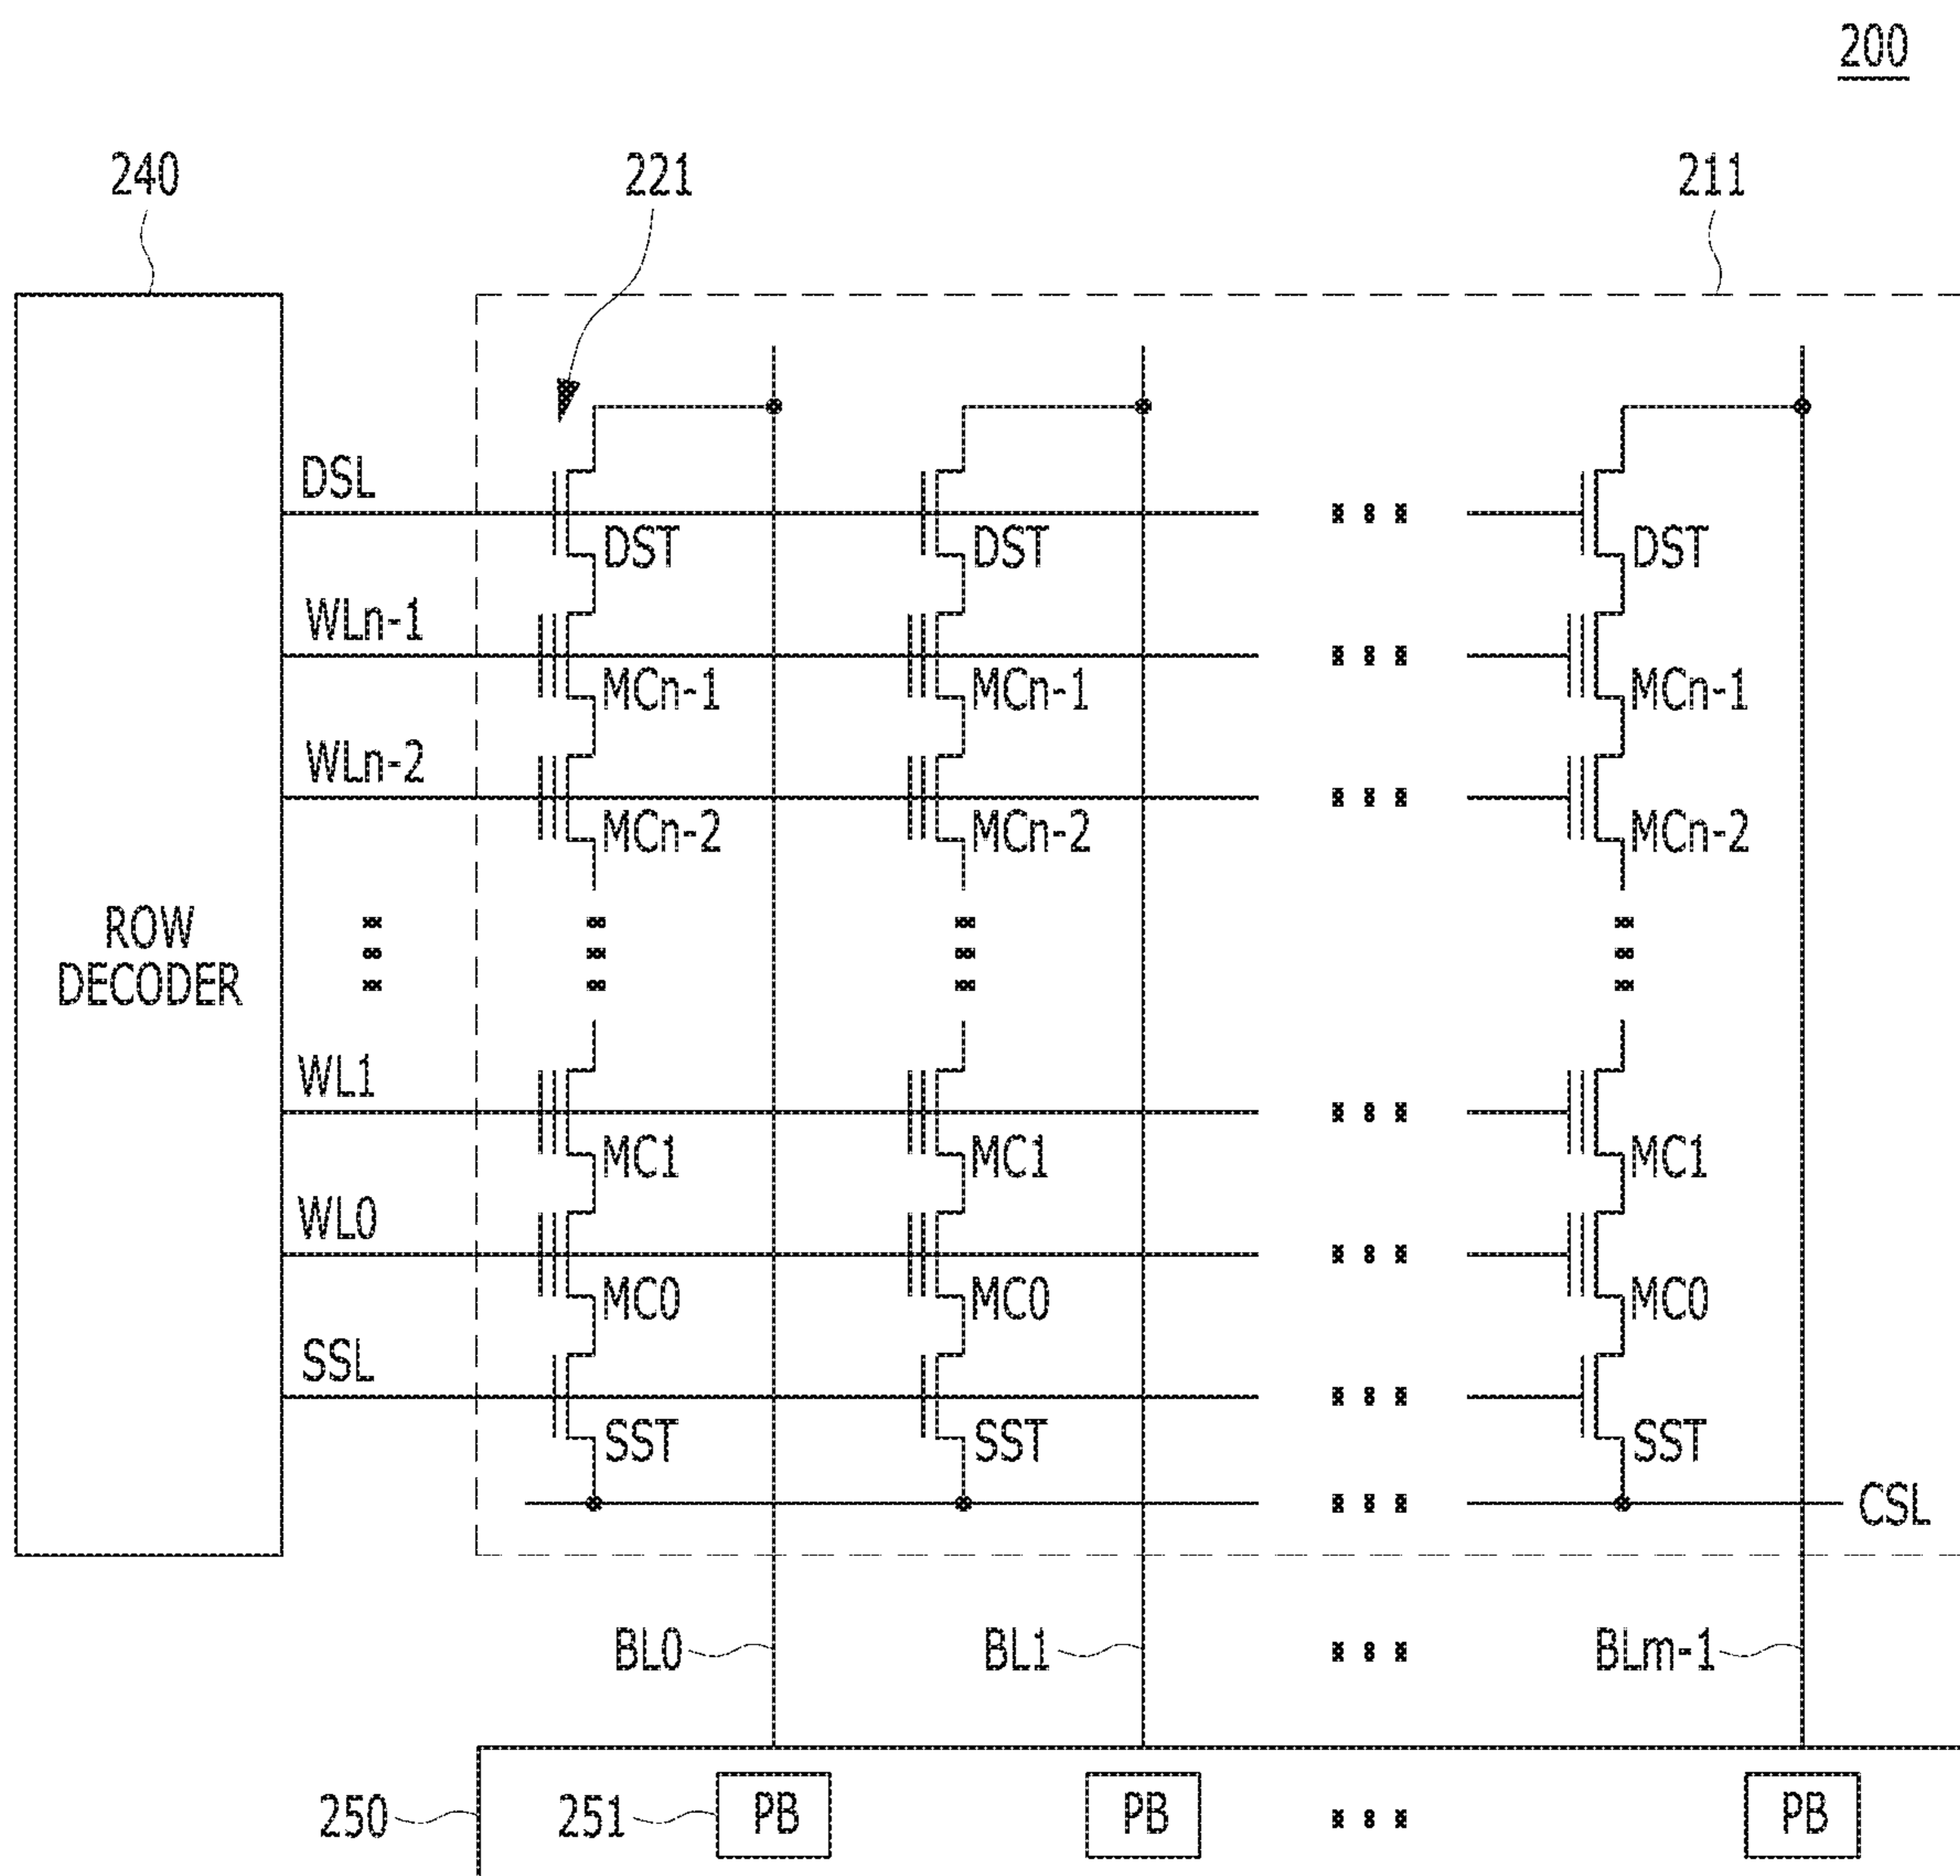 200
240 221 211
DSL
DST DST DST
WLn-1
MCn-1 MCn-1 MCn-1
WLn-2
MCn-2 MCn-2 MCn-2
ROW
DECODER
WL1
MC1 MC1 MC1
WL0
MC0 MC0 MC0
SSL
SST SST SST
CSL
BL0 BL1 BLm-1
250 251 PB PB PB